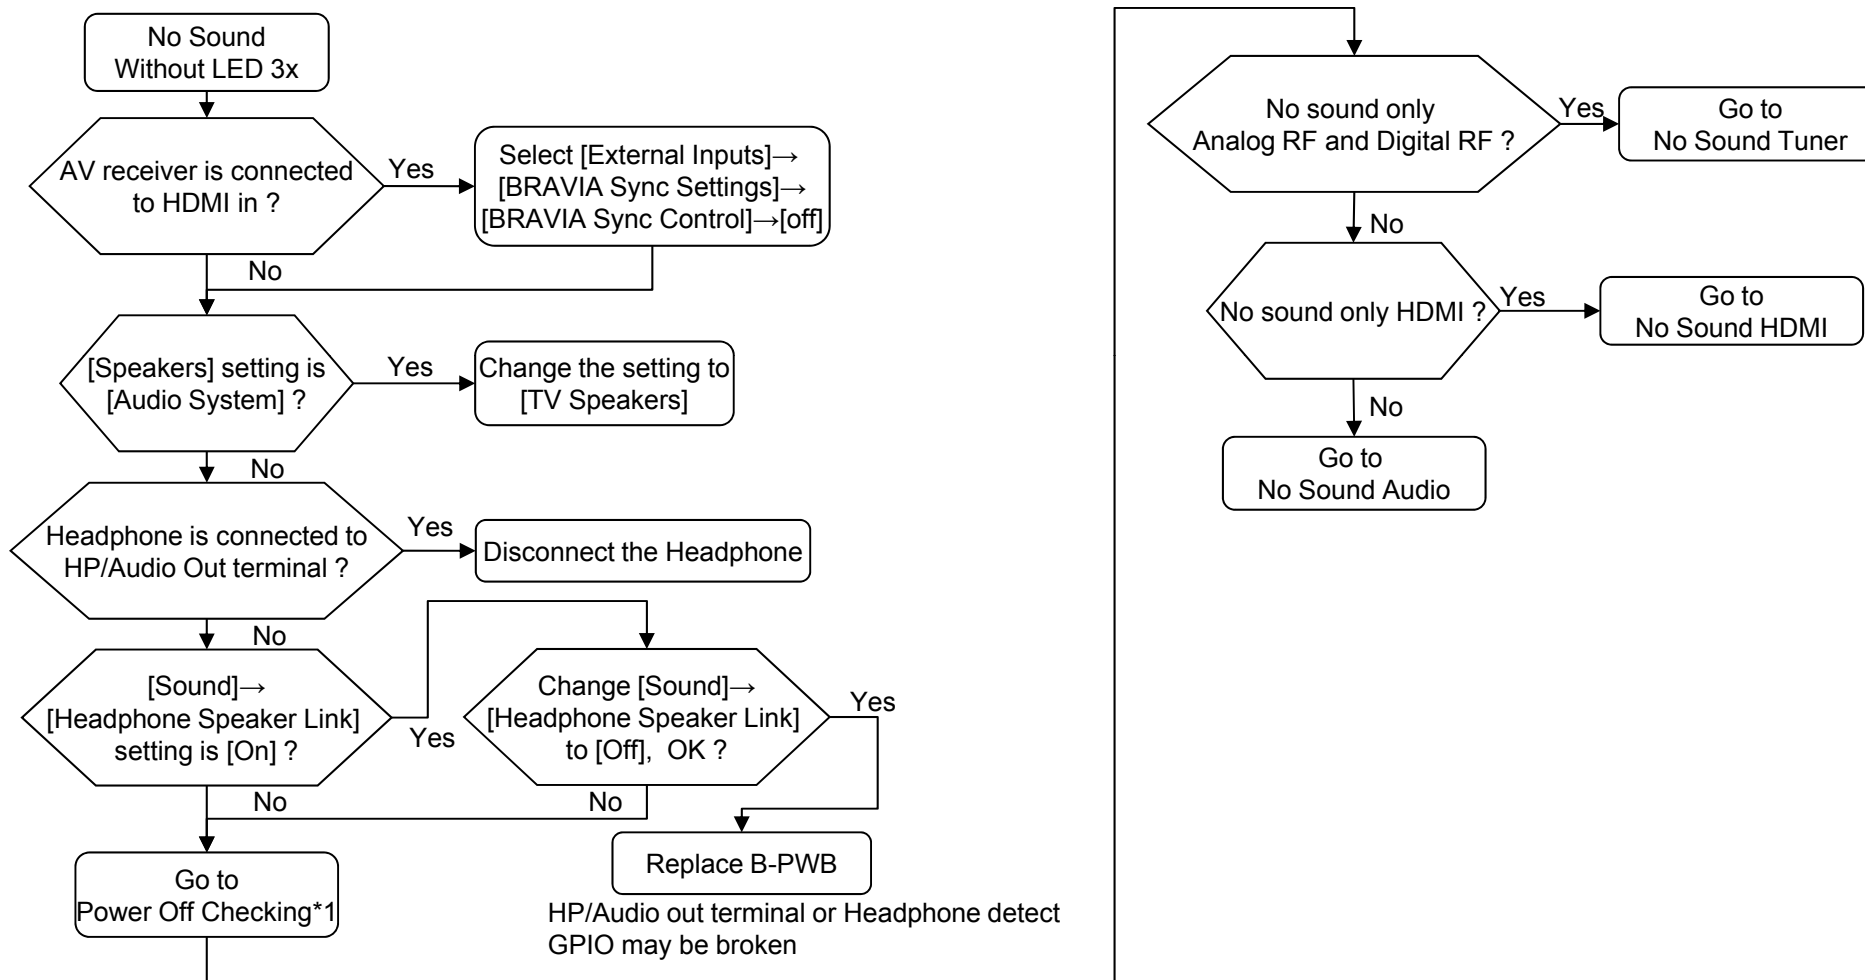 No Sound
Without LED 3x
AV receiver is connected
to HDMI in ?
Yes
Select [External Inputs]→
[BRAVIA Sync Settings]→
[BRAVIA Sync Control]→[off]
No
[Speakers] setting is
[Audio System] ?
Yes
Change the setting to
[TV Speakers]
No
Headphone is connected to
HP/Audio Out terminal ?
Yes
Disconnect the Headphone
No
[Sound]→
[Headphone Speaker Link]
setting is [On] ?
Yes
Change [Sound]→
[Headphone Speaker Link]
to [Off],  OK ?
Yes
No
No
Replace B-PWB
HP/Audio out terminal or Headphone detect
GPIO may be broken
Go to
Power Off Checking*1
No sound only
Analog RF and Digital RF ?
Yes
Go to
No Sound Tuner
No
No sound only HDMI ?
Yes
Go to
No Sound HDMI
No
Go to
No Sound Audio